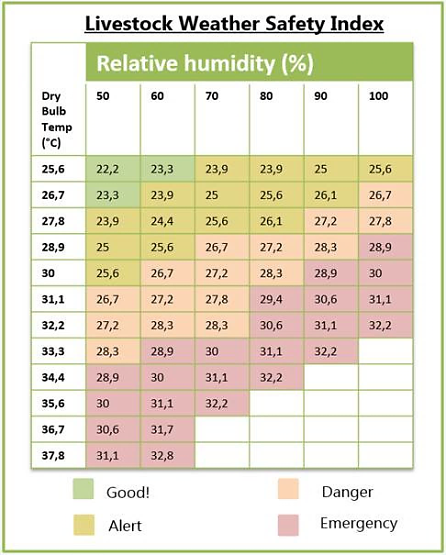 Livestock Weather Safety Index
Relative humidity (%)
Dry
Bulb
Temp
(°C)
50 60 70 80 90 100
25,6 22,2 23,3 23,9 23,9 25 25,6
26,7 23,3 23,9 25 25,6 26,1 26,7
27,8 23,9 24,4 25,6 26,1 27,2 27,8
28,9 25 25,6 26,7 27,2 28,3 28,9
30 25,6 26,7 27,2 28,3 28,9 30
31,1 26,7 27,2 27,8 29,4 30,6 31,1
32,2 27,2 28,3 28,3 30,6 31,1 32,2
33,3 28,3 28,9 30 31,1 32,2
34,4 28,9 30 31,1 32,2
35,6 30 31,1 32,2
36,7 30,6 31,7
37,8 31,1 32,8
Good! Danger
Alert Emergency